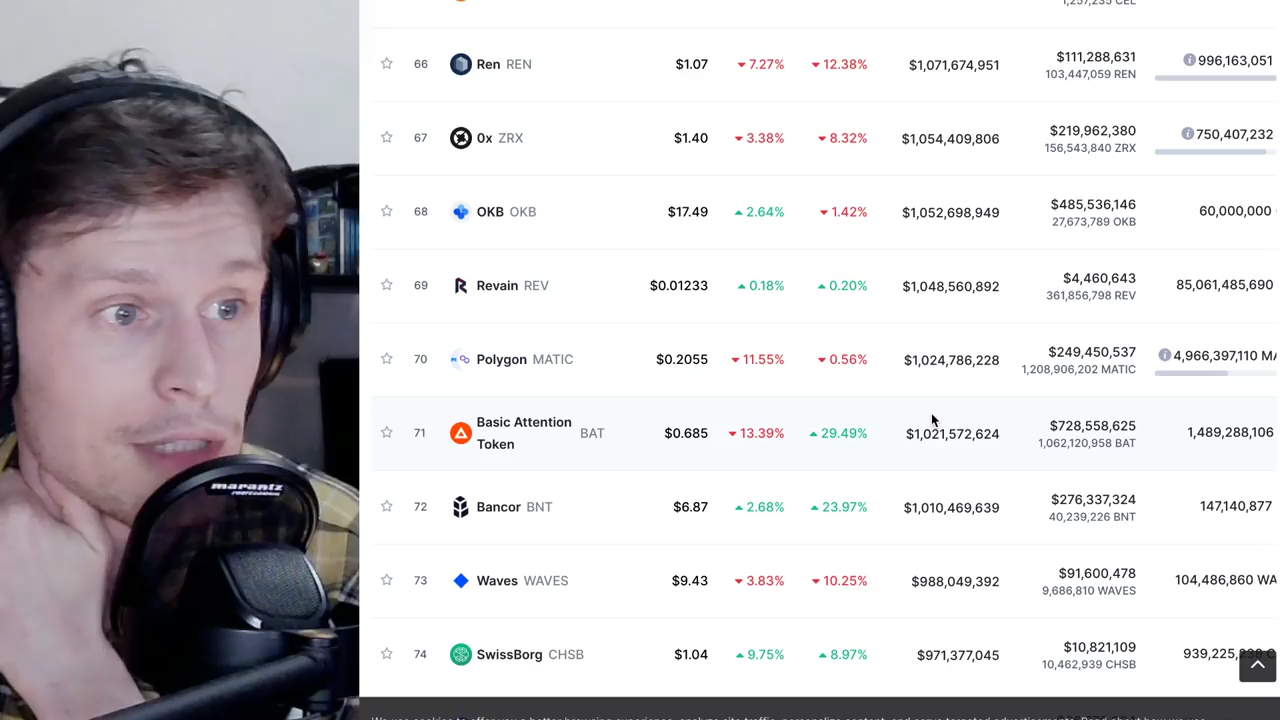 1,257,235 CEL
66 Ren REN $1.07 7.27% 12.38% $1,071,674,951 $111,288,631 996,163,051
103,447,059 REN
67 0x ZRX $1.40 3.38% 8.32% $1,054,409,806 $219,962,380 750,407,232
156,543,840 ZRX
68 OKB OKB $17.49 2.64% 1.42% $1,052,698,949 $485,536,146 60,000,000
27,673,789 OKB
69 Revain REV $0.01233 0.18% 0.20% $1,048,560,892 $4,460,643 85,061,485,690
361,856,798 REV
70 Polygon MATIC $0.2055 11.55% 0.56% $1,024,786,228 $249,450,537 4,966,397,110 MA
1,208,906,202 MATIC
71 Basic Attention Token BAT $0.685 13.39% 29.49% $1,021,572,624 $728,558,625 1,489,288,106
1,062,120,958 BAT
72 Bancor BNT $6.87 2.68% 23.97% $1,010,469,639 $276,337,324 147,140,877
40,239,226 BNT
73 Waves WAVES $9.43 3.83% 10.25% $988,049,392 $91,600,478 104,486,860 WA
9,686,810 WAVES
74 SwissBorg CHSB $1.04 9.75% 8.97% $971,377,045 $10,821,109
10,462,939 CHSB
marantz
PROFESSIONAL